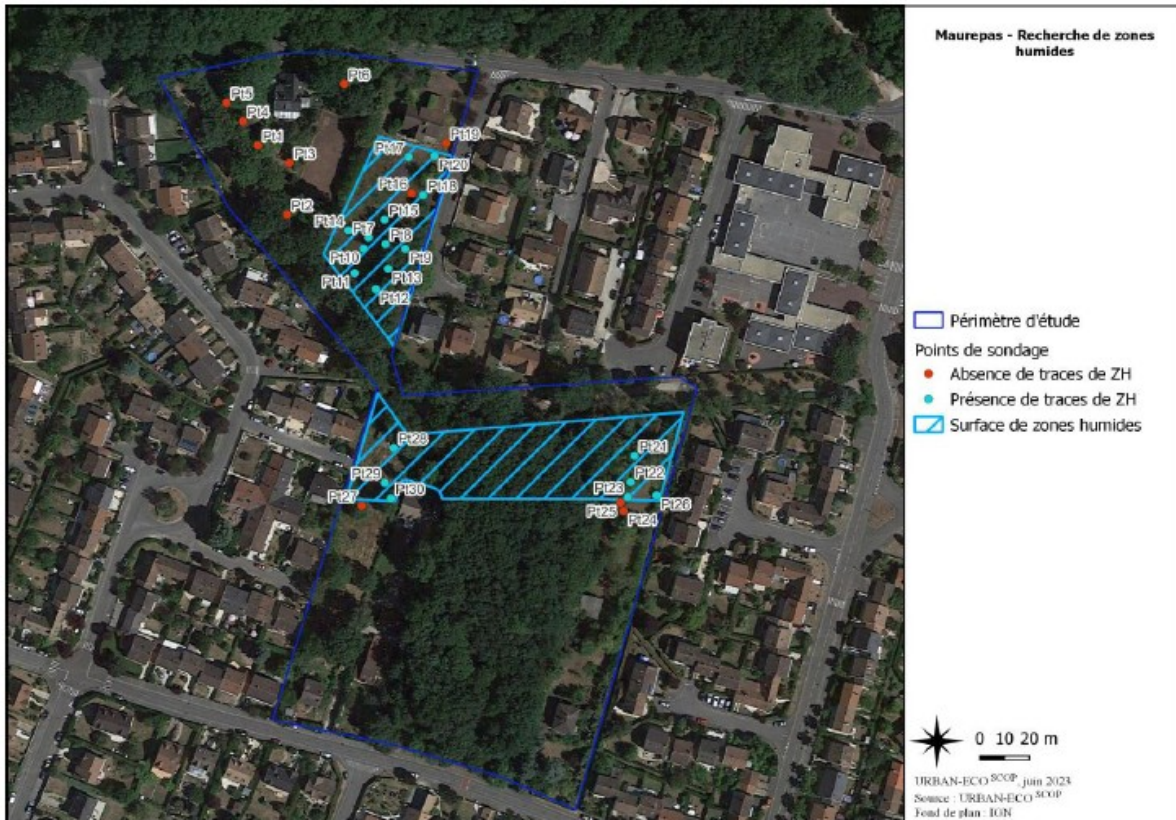 Maurepas - Recherche de zones
humides
Périmètre d'étude
Points de sondage
Absence de traces de ZH
Présence de traces de ZH
Surface de zones humides
0 10 20 m
URBAN-ECO SCOP, juin 2023
Source : URBAN-ECO SCOP
Fond de plan : IGN
Pt6
Pt5
Pt4
Pt1
Pt3
Pt2
Pt19
Pt17
Pt20
Pt16
Pt18
Pt15
Pt14
Pt7
Pt8
Pt10
Pt9
Pt11
Pt13
Pt12
Pt28
Pt21
Pt29
Pt22
Pt27
Pt30
Pt23
Pt26
Pt25
Pt24